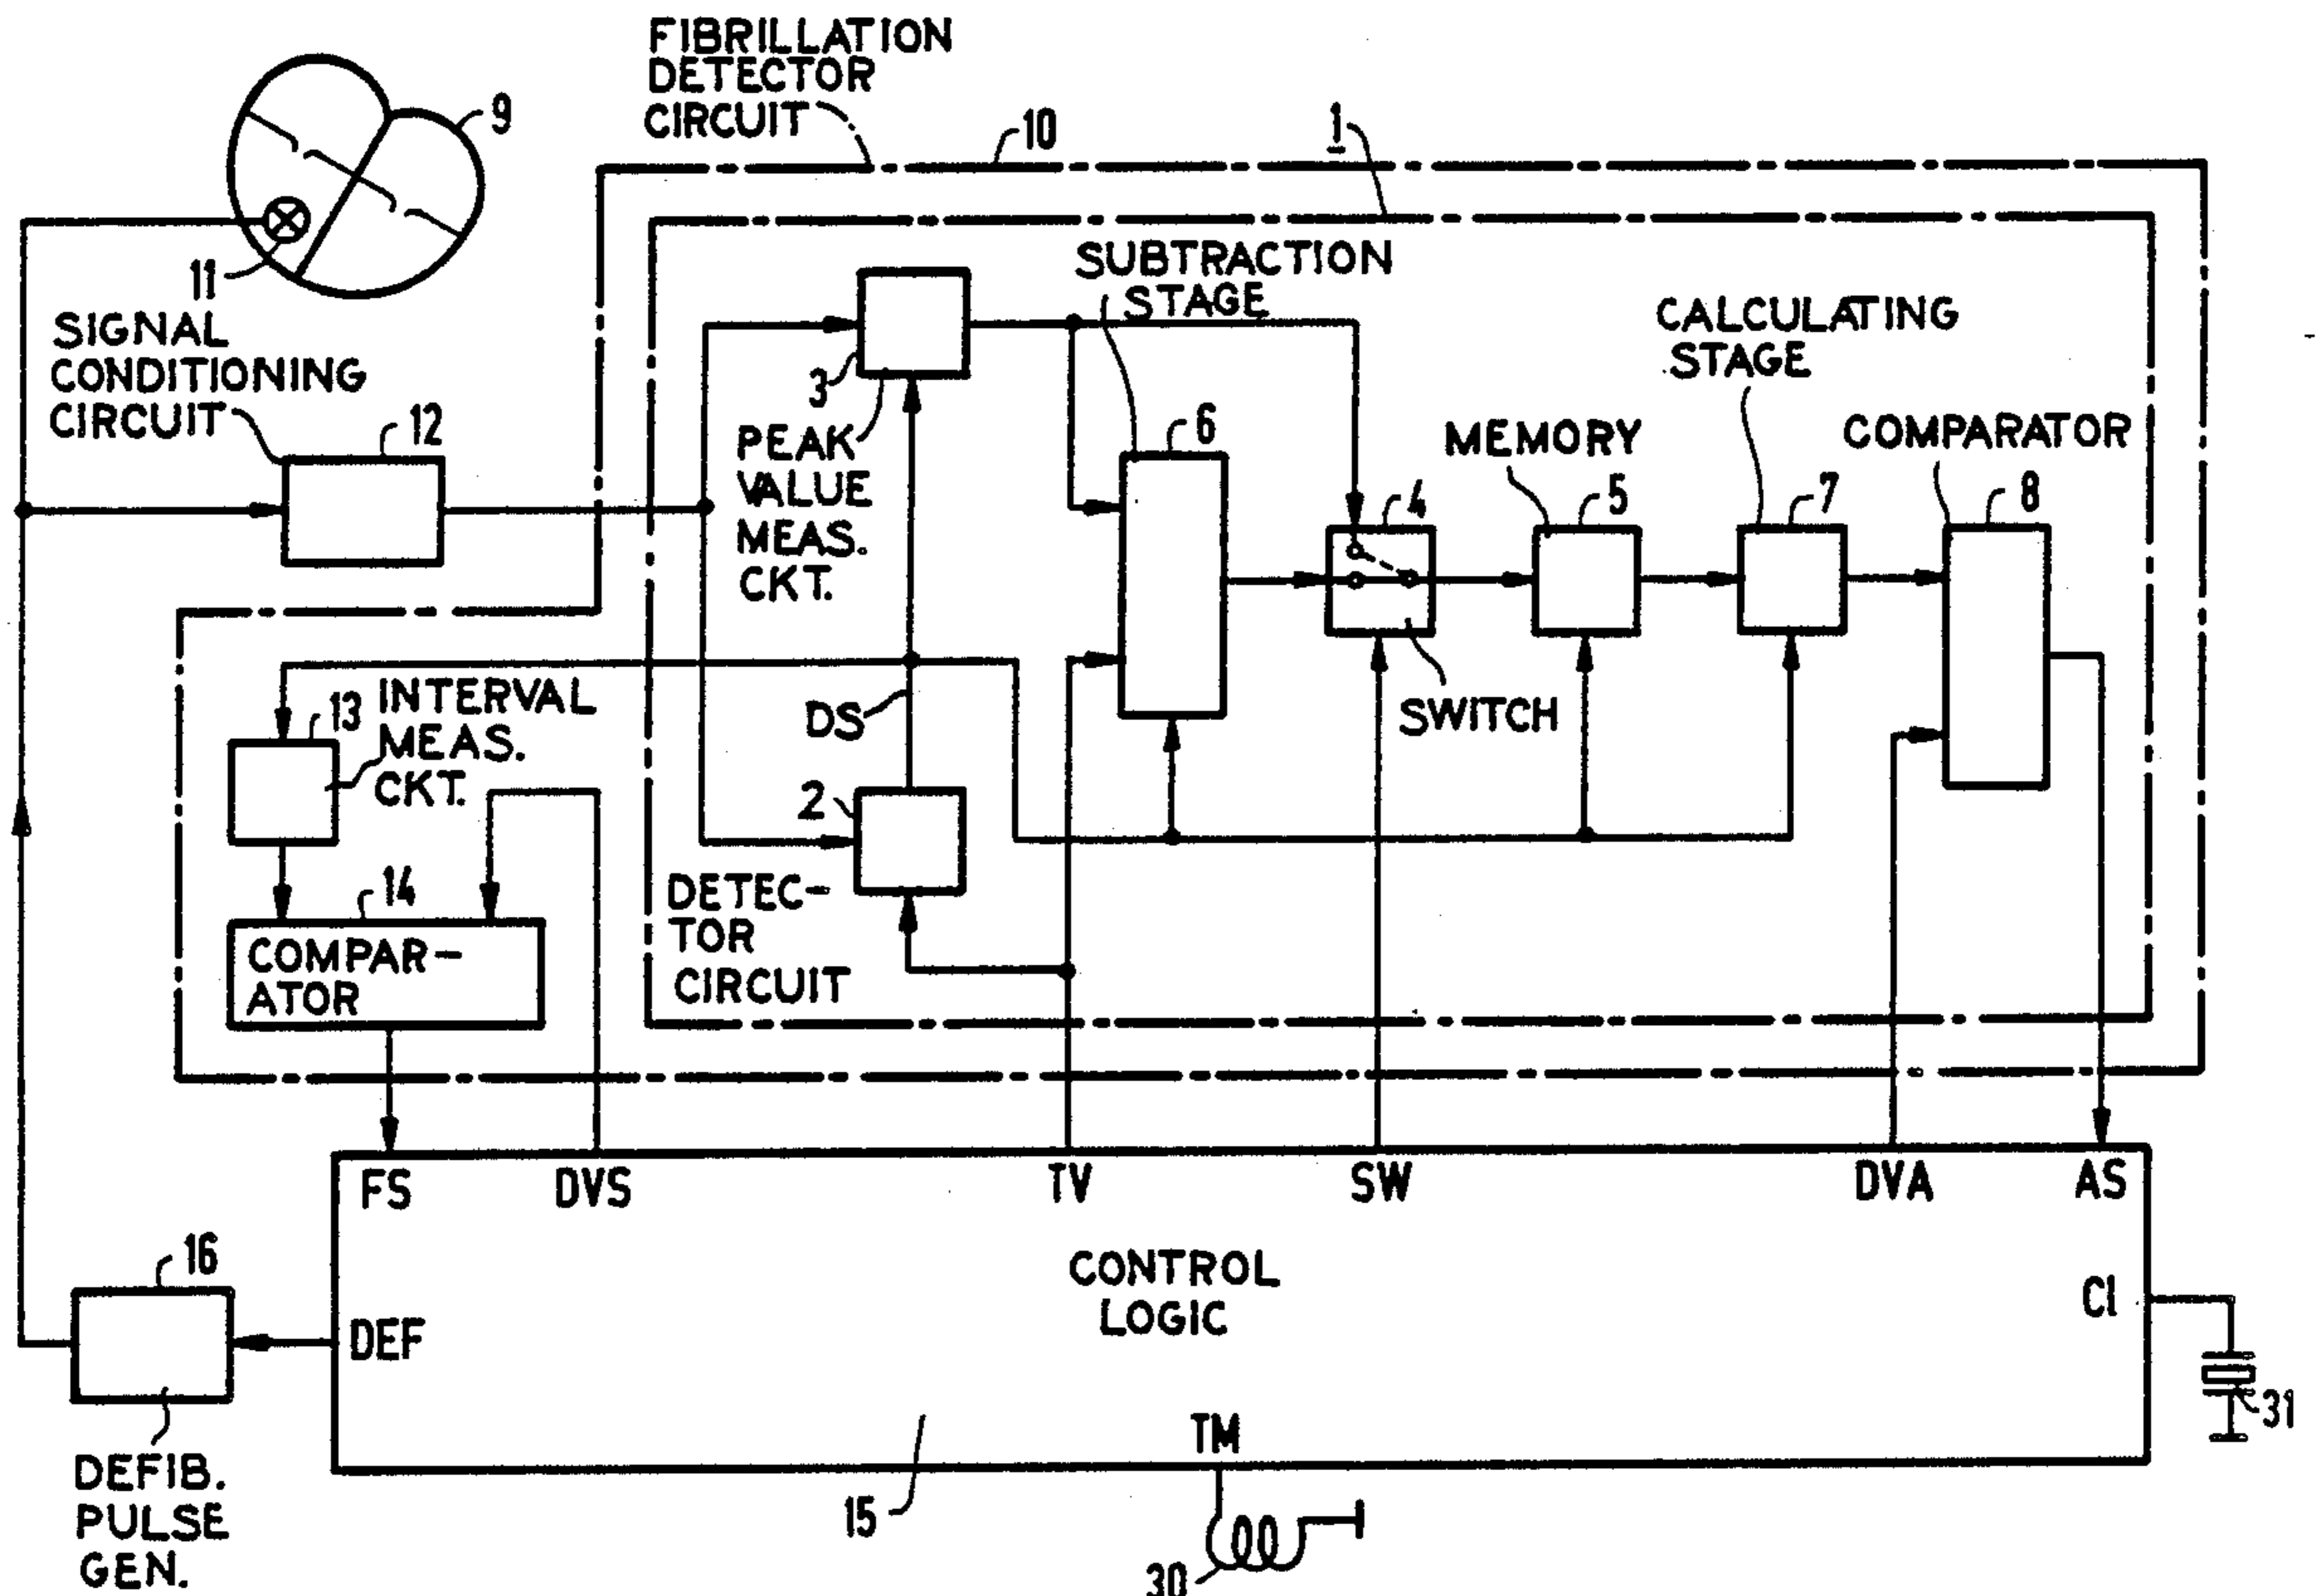 FIBRILLATION
DETECTOR
CIRCUIT
10
1
9
11
SIGNAL
CONDITIONING
CIRCUIT
12
3
PEAK
VALUE
MEAS.
CKT.
SUBTRACTION
STAGE
6
CALCULATING
STAGE
MEMORY
COMPARATOR
4
5
7
8
SWITCH
13
INTERVAL
MEAS.
CKT.
DS
2
DETEC-
TOR
CIRCUIT
14
COMPAR-
ATOR
FS
DVS
TV
SW
DVA
AS
16
CONTROL
LOGIC
DEF
Cl
31
TM
15
30
DEFIB.
PULSE
GEN.